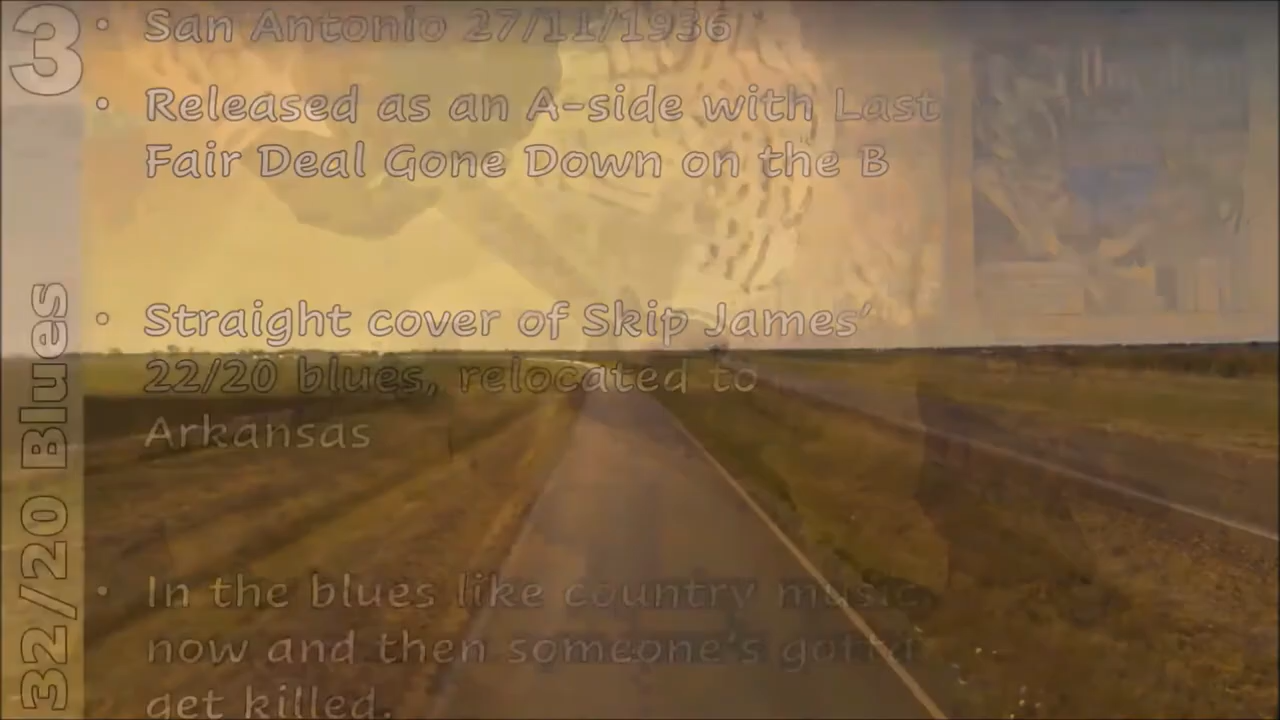 3
32/20 Blues
San Antonio 27/11/1936
Released as an A-side with Last
Fair Deal Gone Down on the B
Straight cover of Skip James'
22/20 blues, relocated to
Arkansas
In the blues like country music,
now and then someone's gotta
get killed.